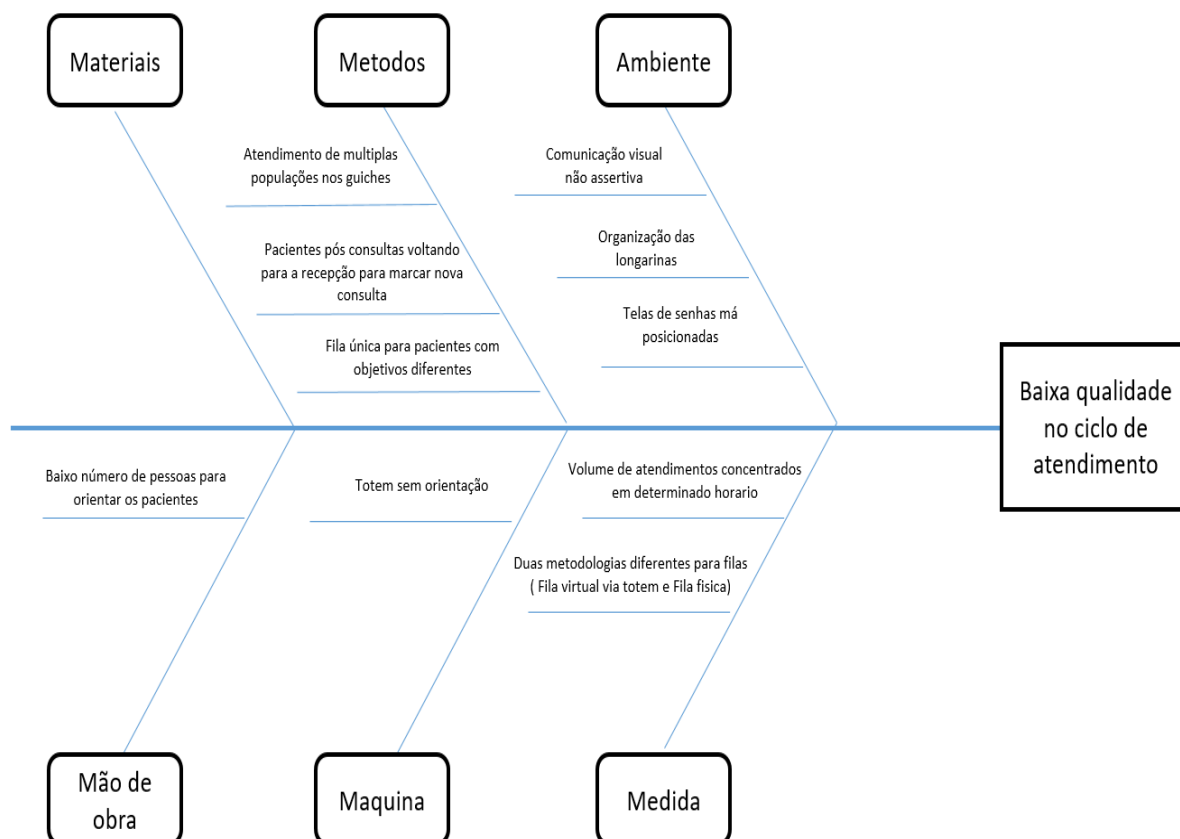 Materiais
Metodos
Ambiente
Atendimento de multiplas
populações nos guiches
Pacientes pós consultas voltando
para a recepção para marcar nova
consulta
Fila única para pacientes com
objetivos diferentes
Comunicação visual
não assertiva
Organização das
longarinas
Telas de senhas má
posicionadas
Baixa qualidade
no ciclo de
atendimento
Baixo número de pessoas para
orientar os pacientes
Totem sem orientação
Volume de atendimentos concentrados
em determinado horario
Duas metodologias diferentes para filas
( Fila virtual via totem e Fila fisica)
Mão de
obra
Maquina
Medida